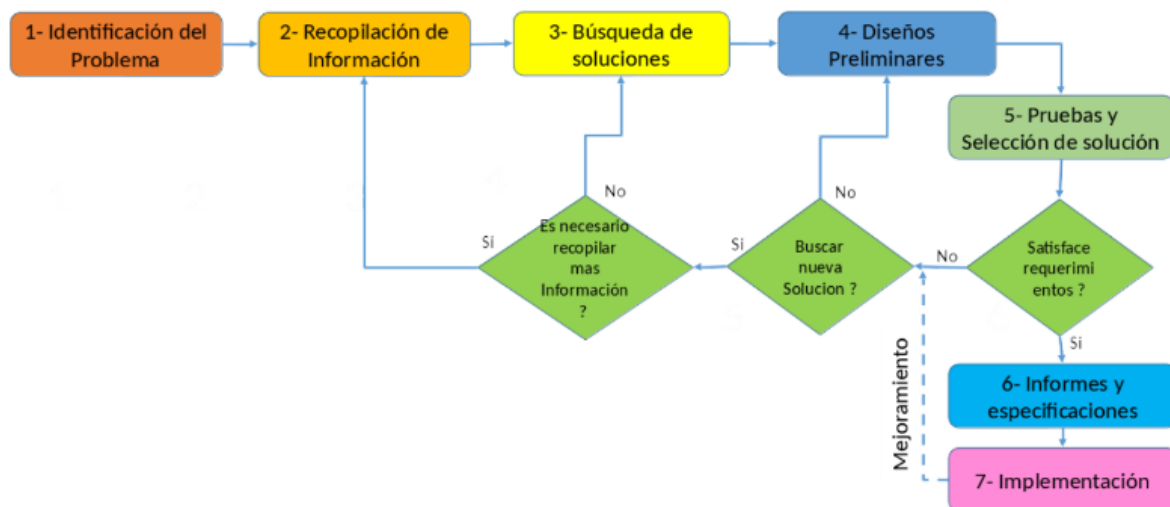 1- Identificación del
Problema
2- Recopilación de
Información
3- Búsqueda de
soluciones
4- Diseños
Preliminares
5- Pruebas y
Selección de solución
No
No
Es necesario
recopilar
mas
Información
?
Si
Buscar
nueva
Solucion ?
Si
Satisface
requerimi
entos ?
No
Si
Mejoramiento
6- Informes y
especificaciones
7- Implementación